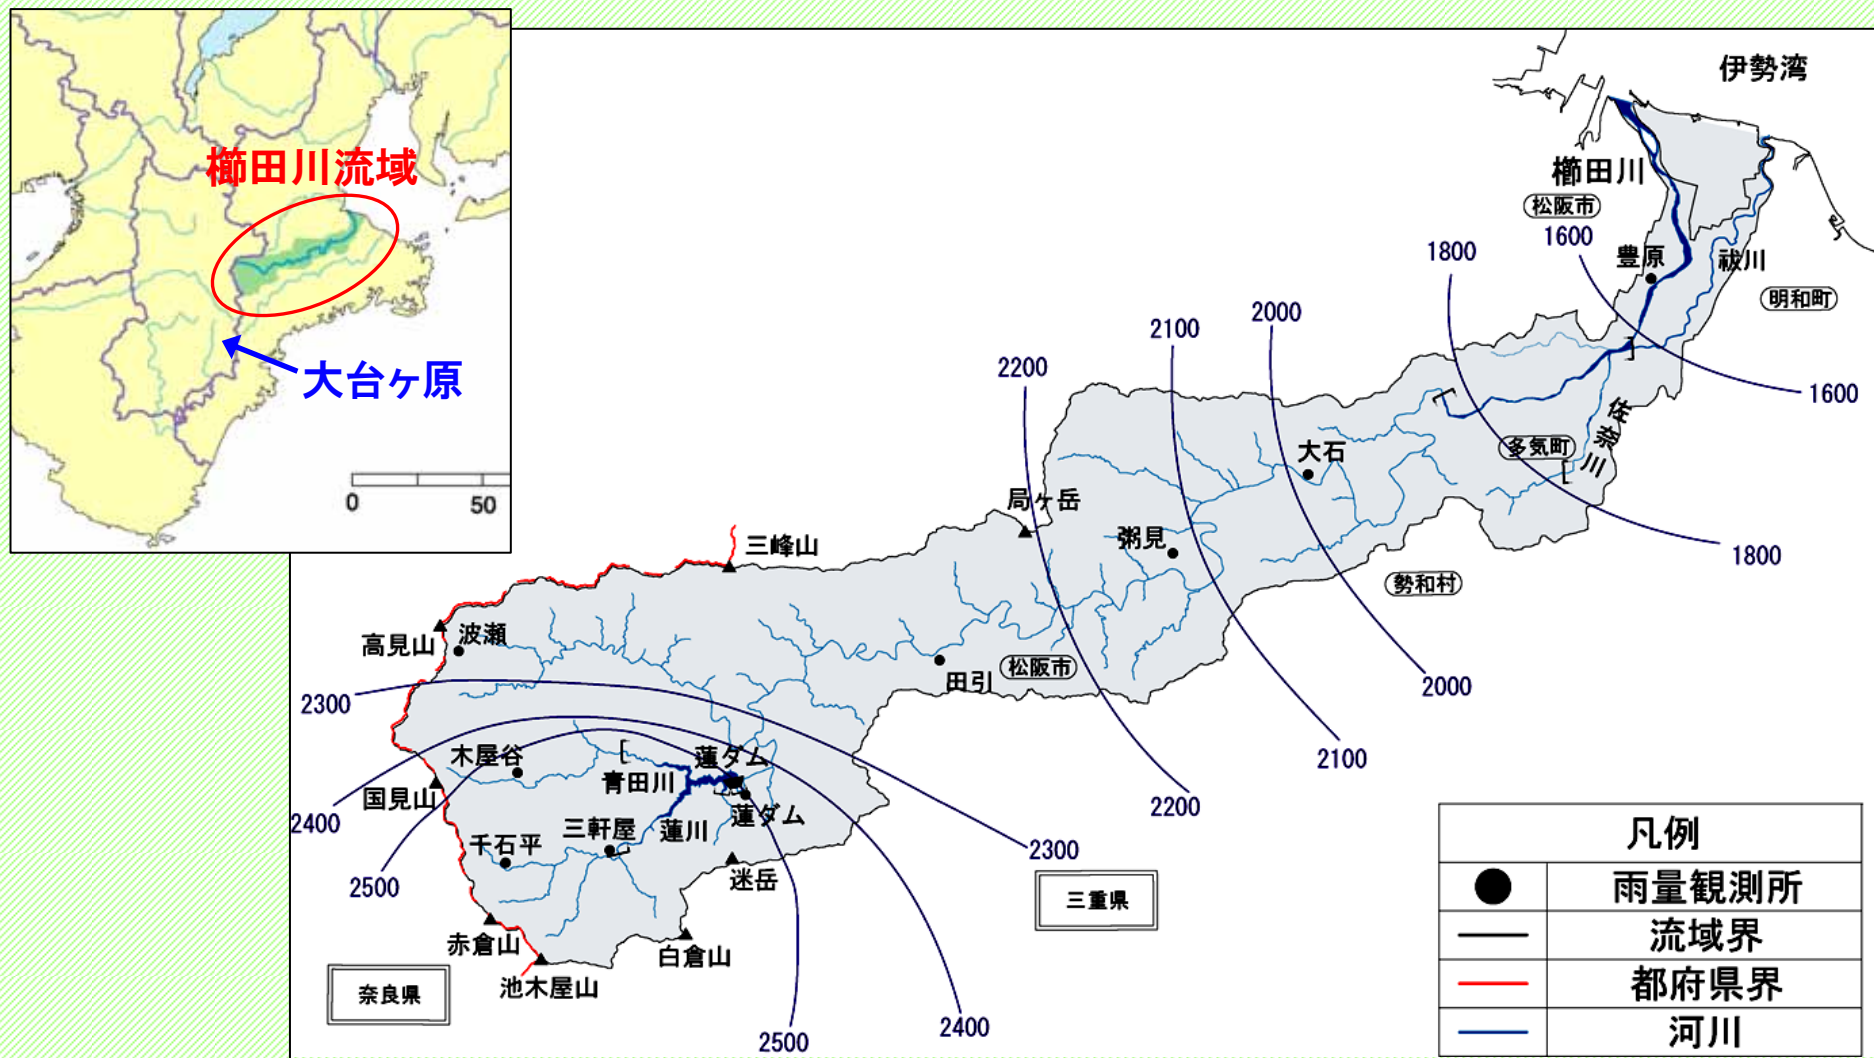 櫛田川流域
大台ヶ原
0
50
伊勢湾
櫛田川
松阪市
1600
1800
豊原
祓川
明和町
2000
2100
2200
1600
佐奈川
多気町
大石
局ヶ岳
粥見
三峰山
1800
勢和村
高見山
波瀬
田引
松阪市
2000
2300
2100
木屋谷
蓮ダム
青田川
国見山
2200
蓮ダム
2400
三軒屋
蓮川
千石平
2300
迷岳
2500
三重県
赤倉山
白倉山
池木屋山
奈良県
2400
2500
凡例
雨量観測所
流域界
都府県界
河川